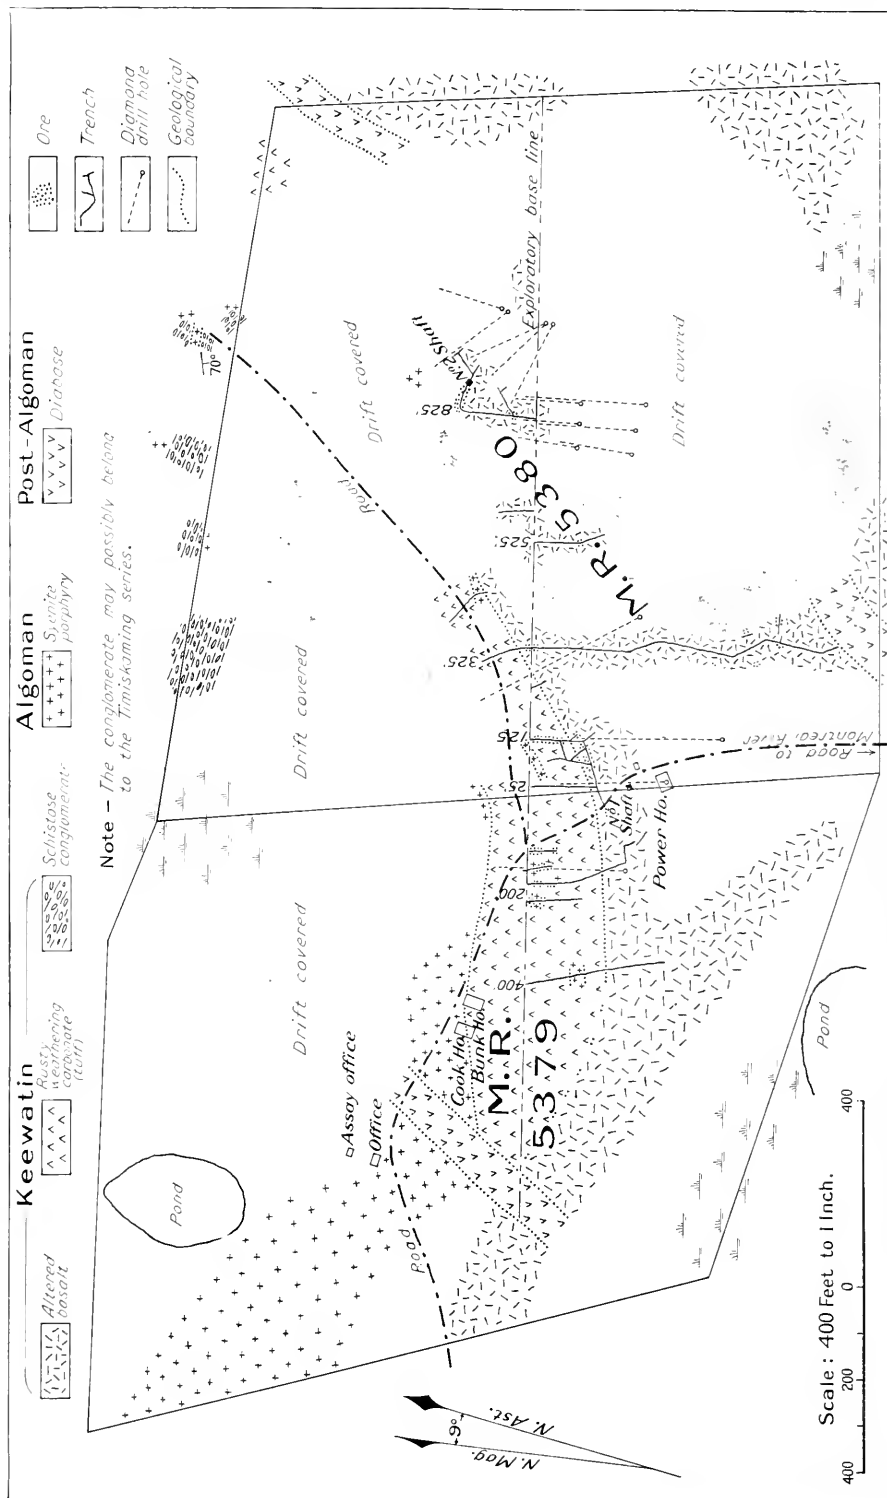 Keewatin
Algoman
Post-Algoman
Altered
basalt
Rusty
weathering
carbonate
(tuff)
Schistose
conglomerate
Syenite
porphyry
Diabase
Ore
Trench
Diamond
drill hole
Geological
boundary
Note – The conglomerate may possibly belong
to the Timiskaming series.
Pond
Drift covered
Drift covered
Drift covered
Drift covered
70°
Road
Road
Assay office
Office
Cook Ho.
Bunk Ho.
M.R.
5379
400'
200'
25'
125'
325'
525'
825'
No 2 Shaft
Exploratory base line
M.R. 5380
No 1
Shaft
Power Ho.
Road to
Montreal River
Pond
N. Mag.
N. Ast.
9°
Scale : 400 Feet to 1 Inch.
400
200
0
400